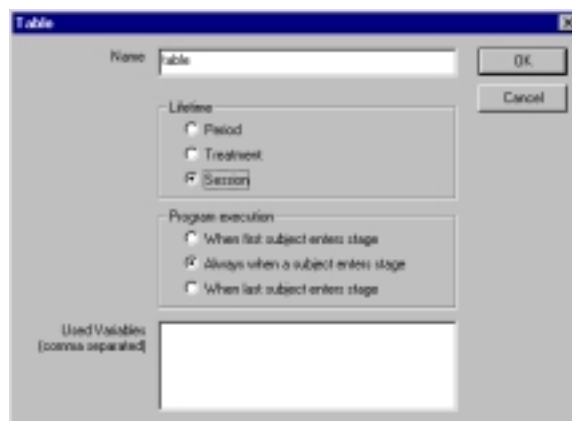 Table
Name
table
OK
Cancel
Lifetime
Period
Treatment
Session
Program execution
When first subject enters stage
Always when a subject enters stage
When last subject enters stage
Used Variables
(comma separated)